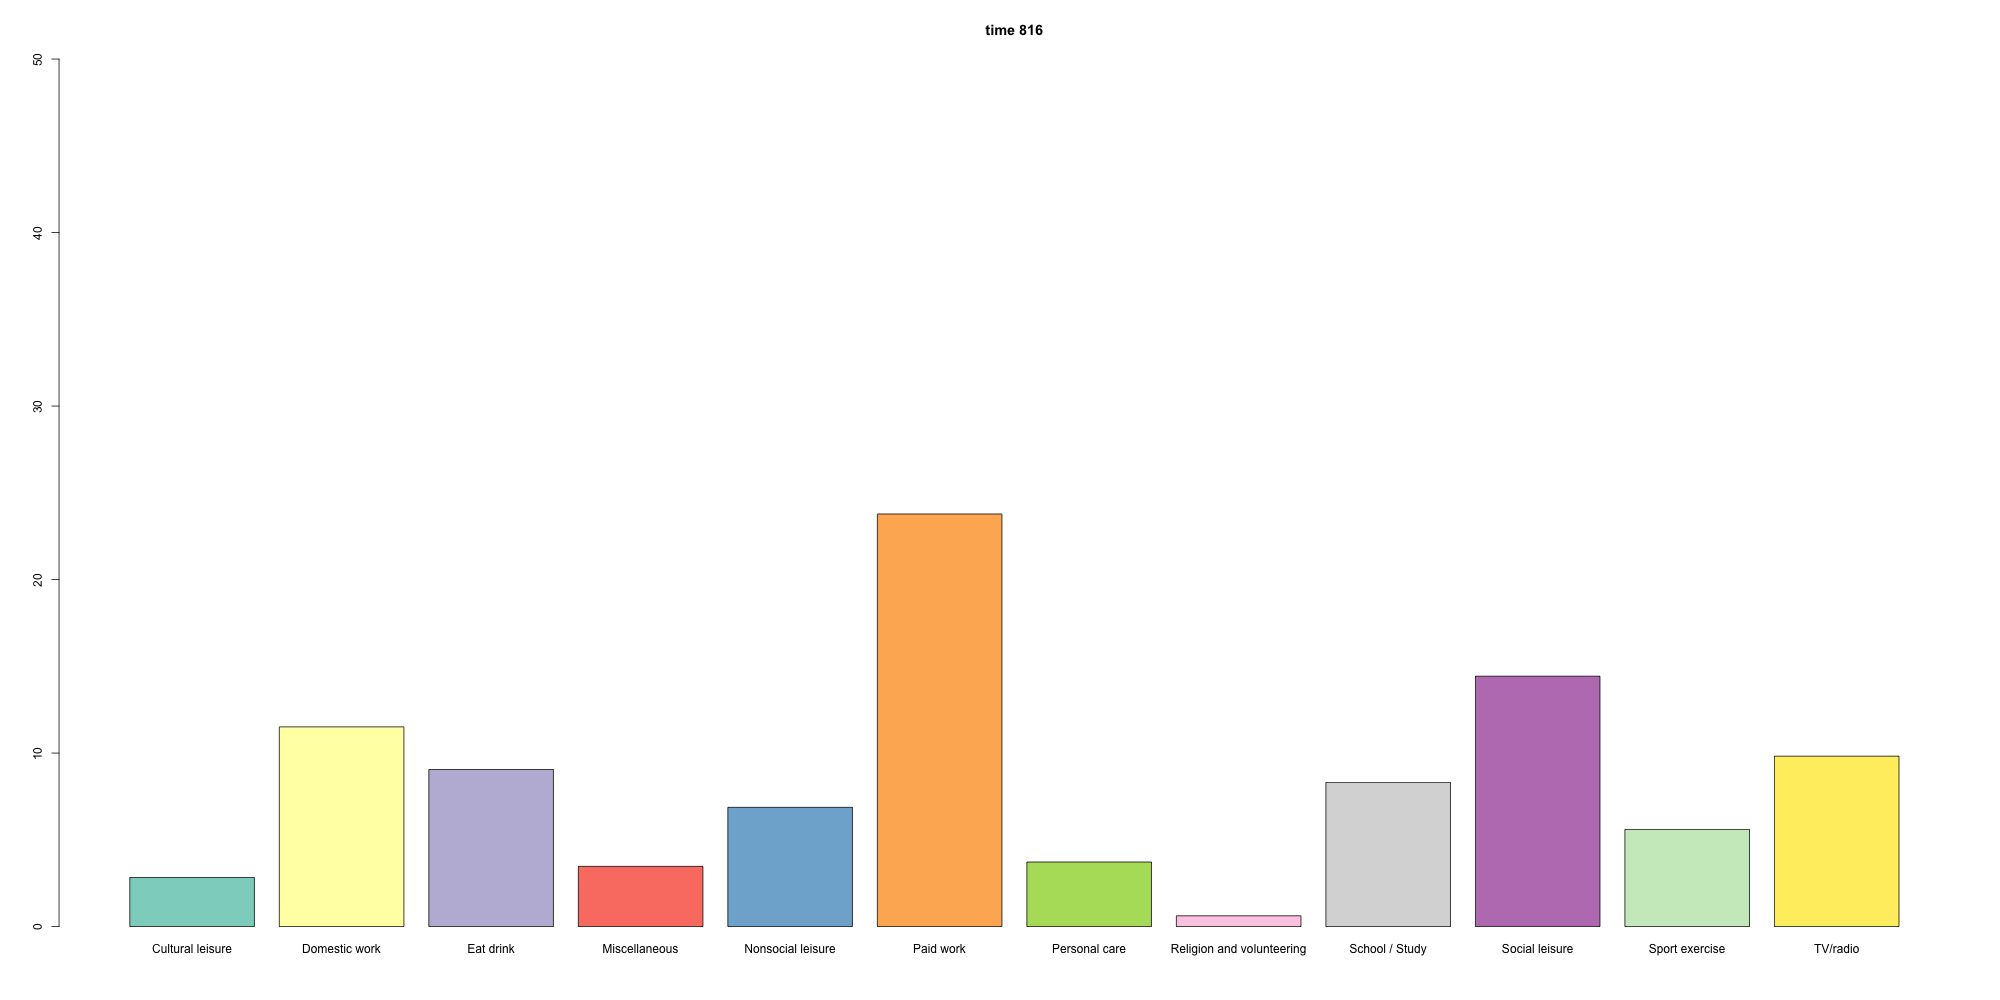 time 816
50
40
30
20
10
0
Cultural leisure
Domestic work
Eat drink
Miscellaneous
Nonsocial leisure
Paid work
Personal care
Religion and volunteering
School / Study
Social leisure
Sport exercise
TV/radio